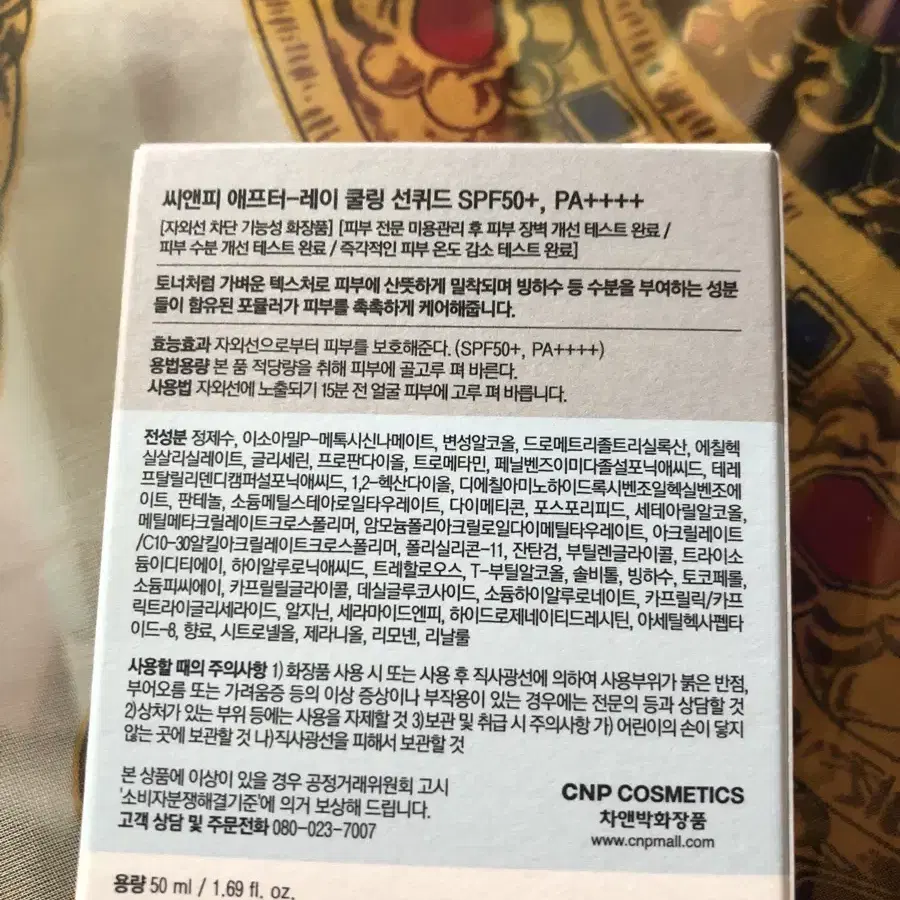 씨앤피 애프터-레이 쿨링 선퀴드 SPF50+, PA++++
[자외선 차단 기능성 화장품] [피부 전문 미용관리 후 피부 장벽 개선 테스트 완료 /
피부 수분 개선 테스트 완료 / 즉각적인 피부 온도 감소 테스트 완료]
토너처럼 가벼운 텍스처로 피부에 산뜻하게 밀착되며 빙하수 등 수분을 부여하는 성분
들이 함유된 포뮬러가 피부를 촉촉하게 케어해줍니다.
효능효과 자외선으로부터 피부를 보호해준다. (SPF50+, PA++++)
용법용량 본 품 적당량을 취해 피부에 골고루 펴 바른다.
사용법 자외선에 노출되기 15분 전 얼굴 피부에 고루 펴 바릅니다.
전성분 정제수, 이소아밀P-메톡시신나메이트, 변성알코올, 드로메트리졸트리실록산, 에칠헥
실살리실레이트, 글리세린, 프로판다이올, 트로메타민, 페닐벤즈이미다졸설포닉애씨드, 테레
프탈릴리덴디캠퍼설포닉애씨드, 1,2-헥산다이올, 디에칠아미노하이드록시벤조일헥실벤조에
이트, 판테놀, 소듐메틸스테아로일타우레이트, 다이메티콘, 포스포리피드, 세테아릴알코올,
메틸메타크릴레이트크로스폴리머, 암모늄폴리아크릴로일다이메틸타우레이트, 아크릴레이트
/C10-30알킬아크릴레이트크로스폴리머, 폴리실리콘-11, 잔탄검, 부틸렌글라이콜, 트라이소
듐이디티에이, 하이알루로닉애씨드, 트레할로오스, T-부틸알코올, 솔비톨, 빙하수, 토코페롤,
소듐피씨에이, 카프릴릴글라이콜, 데실글루코사이드, 소듐하이알루로네이트, 카프릴릭/카프
릭트라이글리세라이드, 알지닌, 세라마이드엔피, 하이드로제네이티드레시틴, 아세틸헥사펩타
이드-8, 향료, 시트로넬올, 제라니올, 리모넨, 리날룰
사용할 때의 주의사항 1) 화장품 사용 시 또는 사용 후 직사광선에 의하여 사용부위가 붉은 반점,
부어오름 또는 가려움증 등의 이상 증상이나 부작용이 있는 경우에는 전문의 등과 상담할 것
2)상처가 있는 부위 등에는 사용을 자제할 것 3)보관 및 취급 시 주의사항 가) 어린이의 손이 닿지
않는 곳에 보관할 것 나)직사광선을 피해서 보관할 것
본 상품에 이상이 있을 경우 공정거래위원회 고시
'소비자분쟁해결기준'에 의거 보상해 드립니다.
고객 상담 및 주문전화 080-023-7007
CNP COSMETICS
차앤박화장품
www.cnpmall.com
용량 50 ml / 1.69 fl. oz.